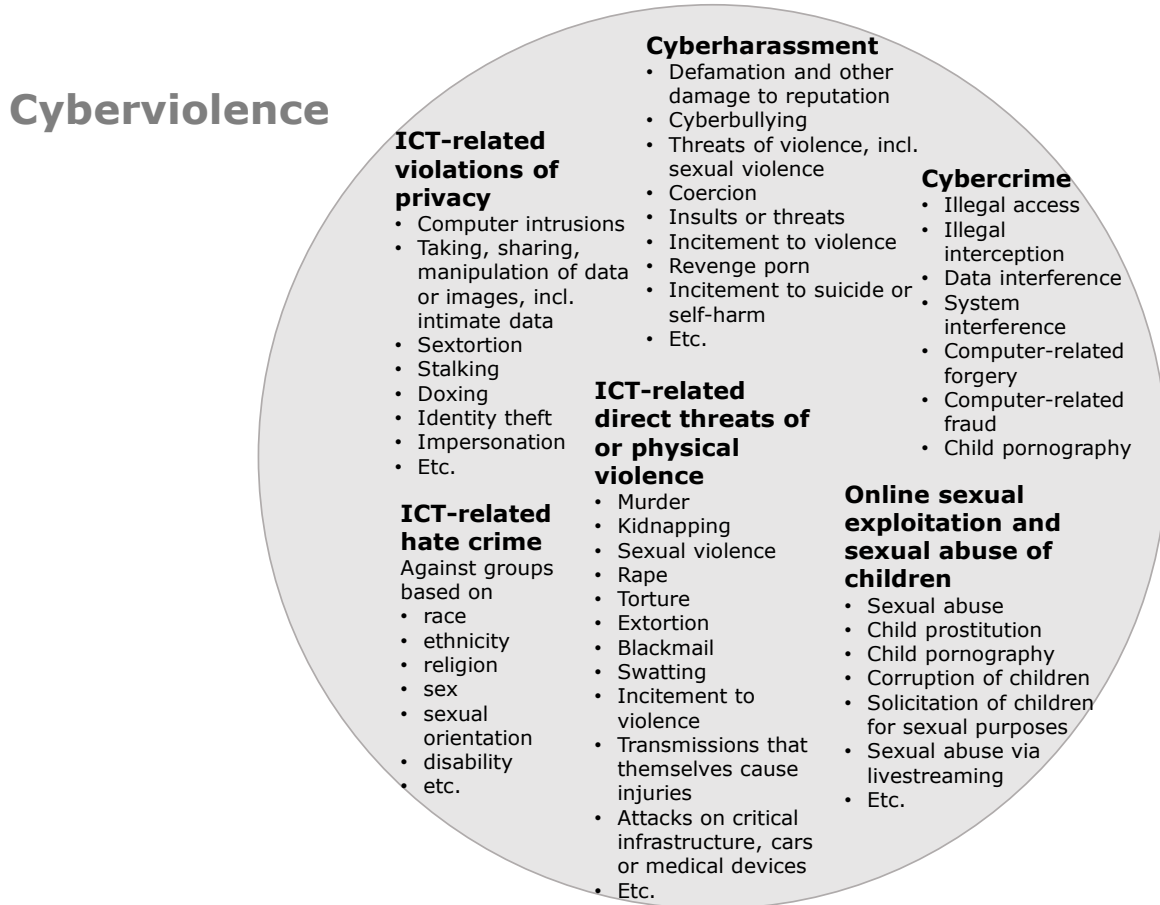 Cyberviolence
Cyberharassment
• Defamation and other
damage to reputation
• Cyberbullying
• Threats of violence, incl.
sexual violence
• Coercion
• Insults or threats
• Incitement to violence
• Revenge porn
• Incitement to suicide or
self-harm
• Etc.
ICT-related
violations of
privacy
• Computer intrusions
• Taking, sharing,
manipulation of data
or images, incl.
intimate data
• Sextortion
• Stalking
• Doxing
• Identity theft
• Impersonation
• Etc.
Cybercrime
• Illegal access
• Illegal
interception
• Data interference
• System
interference
• Computer-related
forgery
• Computer-related
fraud
• Child pornography
ICT-related
hate crime
Against groups
based on
• race
• ethnicity
• religion
• sex
• sexual
orientation
• disability
• etc.
ICT-related
direct threats of
or physical
violence
• Murder
• Kidnapping
• Sexual violence
• Rape
• Torture
• Extortion
• Blackmail
• Swatting
• Incitement to
violence
• Transmissions that
themselves cause
injuries
• Attacks on critical
infrastructure, cars
or medical devices
• Etc.
Online sexual
exploitation and
sexual abuse of
children
• Sexual abuse
• Child prostitution
• Child pornography
• Corruption of children
• Solicitation of children
for sexual purposes
• Sexual abuse via
livestreaming
• Etc.